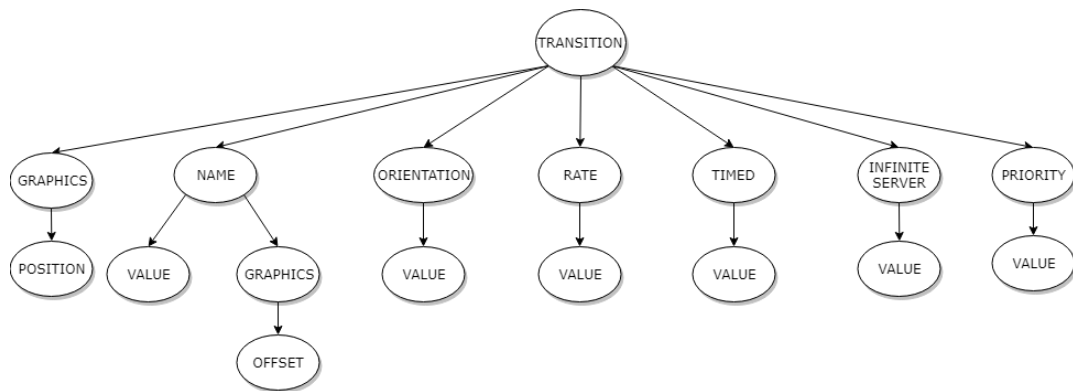 TRANSITION
GRAPHICS
NAME
ORIENTATION
RATE
TIMED
INFINITE
SERVER
PRIORITY
POSITION
VALUE
GRAPHICS
VALUE
VALUE
VALUE
VALUE
VALUE
OFFSET